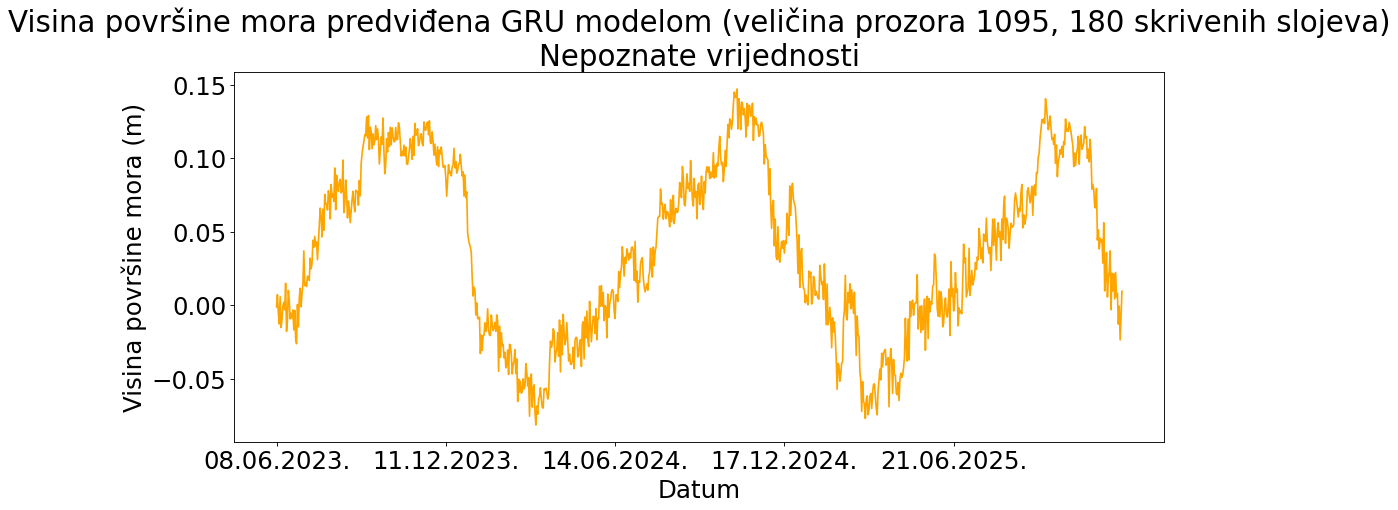 Visina površine mora predviđena GRU modelom (veličina prozora 1095, 180 skrivenih slojeva)
Nepoznate vrijednosti
Visina površine mora (m)
0.15
0.10
0.05
0.00
−0.05
08.06.2023. 11.12.2023. 14.06.2024. 17.12.2024. 21.06.2025.
Datum